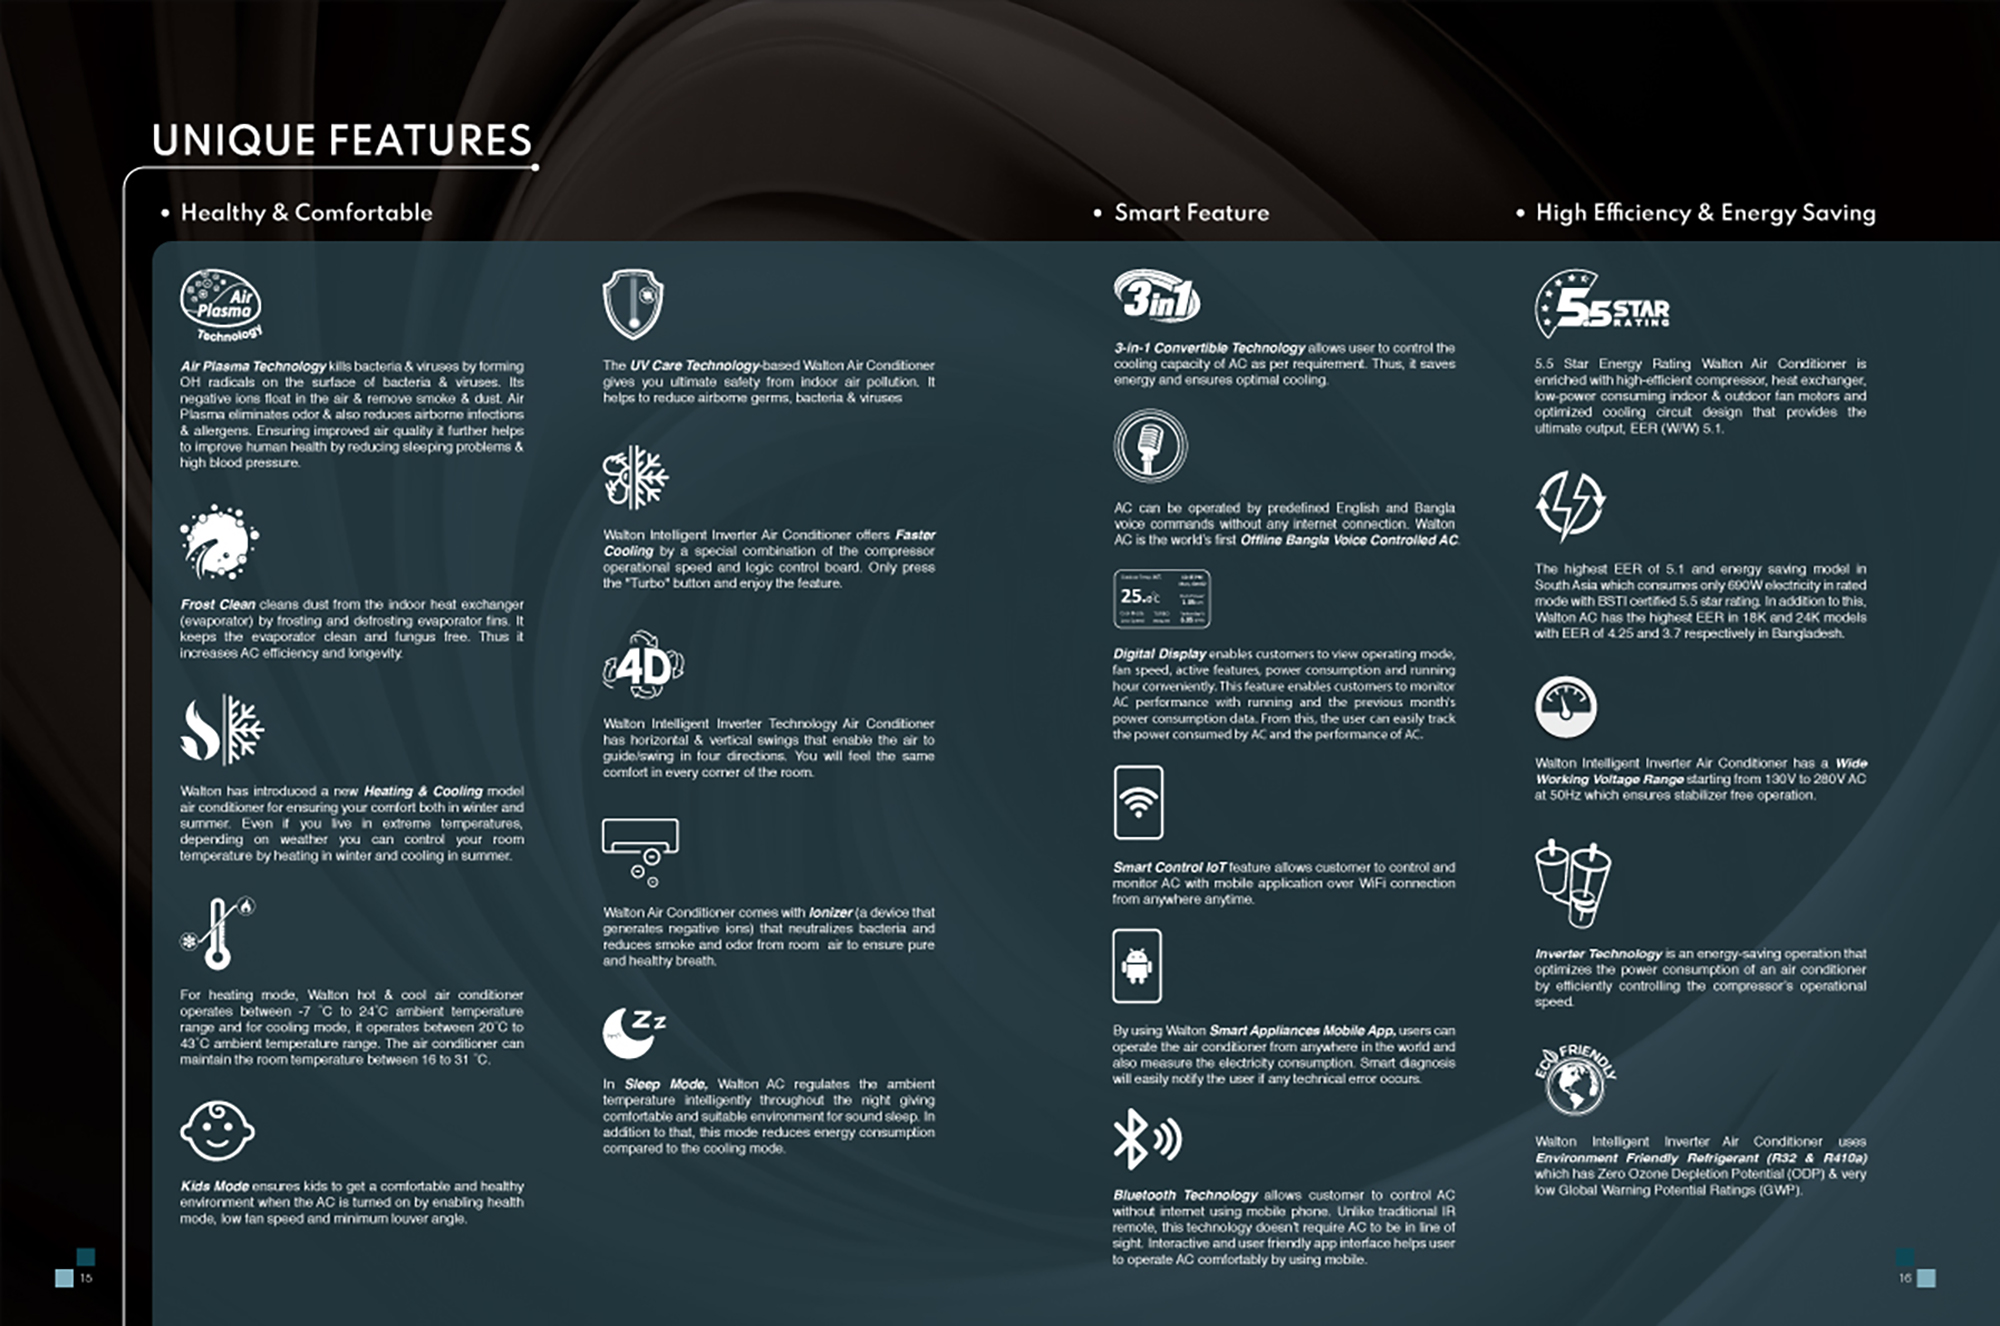 UNIQUE FEATURES
• Healthy & Comfortable
Air
Plasma
Technology
Air Plasma Technology kills bacteria & viruses by forming
OH radicals on the surface of bacteria & viruses. Its
negative ions float in the air & remove smoke & dust. Air
Plasma eliminates odor & also reduces airborne infections
& allergens. Ensuring improved air quality it further helps
to improve human health by reducing sleeping problems &
high blood pressure.
Frost Clean cleans dust from the indoor heat exchanger
(evaporator) by frosting and defrosting evaporator fins. It
keeps the evaporator clean and fungus free. Thus it
increases AC efficiency and longevity.
Walton has introduced a new Heating & Cooling model
air conditioner for ensuring your comfort both in winter and
summer. Even if you live in extreme temperatures,
depending on weather you can control your room
temperature by heating in winter and cooling in summer.
For heating mode, Walton hot & cool air conditioner
operates between -7 °C to 24°C ambient temperature
range and for cooling mode, it operates between 20°C to
43°C ambient temperature range. The air conditioner can
maintain the room temperature between 16 to 31 °C.
Kids Mode ensures kids to get a comfortable and healthy
environment when the AC is turned on by enabling health
mode, low fan speed and minimum louver angle.
The UV Care Technology-based Walton Air Conditioner
gives you ultimate safety from indoor air pollution. It
helps to reduce airborne germs, bacteria & viruses
Walton Intelligent Inverter Air Conditioner offers Faster
Cooling by a special combination of the compressor
operational speed and logic control board. Only press
the "Turbo" button and enjoy the feature.
4D
Walton Intelligent Inverter Technology Air Conditioner
has horizontal & vertical swings that enable the air to
guide/swing in four directions. You will feel the same
comfort in every corner of the room.
Walton Air Conditioner comes with Ionizer (a device that
generates negative ions) that neutralizes bacteria and
reduces smoke and odor from room air to ensure pure
and healthy breath.
Z Z
In Sleep Mode, Walton AC regulates the ambient
temperature intelligently throughout the night giving
comfortable and suitable environment for sound sleep. In
addition to that, this mode reduces energy consumption
compared to the cooling mode.
• Smart Feature
3in1
3-in-1 Convertible Technology allows user to control the
cooling capacity of AC as per requirement. Thus, it saves
energy and ensures optimal cooling.
AC can be operated by predefined English and Bangla
voice commands without any internet connection. Walton
AC is the world's first Offline Bangla Voice Controlled AC.
25.0°C
Digital Display enables customers to view operating mode,
fan speed, active features, power consumption and running
hour conveniently. This feature enables customers to monitor
AC performance with running and the previous month's
power consumption data. From this, the user can easily track
the power consumed by AC and the performance of AC.
Smart Control IoT feature allows customer to control and
monitor AC with mobile application over WiFi connection
from anywhere anytime.
By using Walton Smart Appliances Mobile App, users can
operate the air conditioner from anywhere in the world and
also measure the electricity consumption. Smart diagnosis
will easily notify the user if any technical error occurs.
Bluetooth Technology allows customer to control AC
without internet using mobile phone. Unlike traditional IR
remote, this technology doesn't require AC to be in line of
sight. Interactive and user friendly app interface helps user
to operate AC comfortably by using mobile.
• High Efficiency & Energy Saving
5.5 STAR
RATING
5.5 Star Energy Rating Walton Air Conditioner is
enriched with high-efficient compressor, heat exchanger,
low-power consuming indoor & outdoor fan motors and
optimized cooling circuit design that provides the
ultimate output, EER (W/W) 5.1.
The highest EER of 5.1 and energy saving model in
South Asia which consumes only 690W electricity in rated
mode with BSTI certified 5.5 star rating. In addition to this,
Walton AC has the highest EER in 18K and 24K models
with EER of 4.25 and 3.7 respectively in Bangladesh.
Walton Intelligent Inverter Air Conditioner has a Wide
Working Voltage Range starting from 130V to 280V AC
at 50Hz which ensures stabilizer free operation.
Inverter Technology is an energy-saving operation that
optimizes the power consumption of an air conditioner
by efficiently controlling the compressor's operational
speed.
ECO FRIENDLY
Walton Intelligent Inverter Air Conditioner uses
Environment Friendly Refrigerant (R32 & R410a)
which has Zero Ozone Depletion Potential (ODP) & very
low Global Warning Potential Ratings (GWP).
15
16